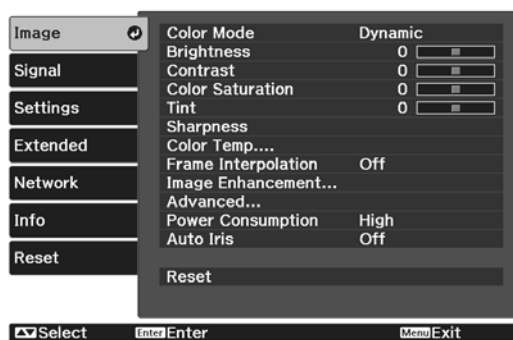 Image
Signal
Settings
Extended
Network
Info
Reset
Color Mode Dynamic
Brightness 0
Contrast 0
Color Saturation 0
Tint 0
Sharpness
Color Temp....
Frame Interpolation Off
Image Enhancement...
Advanced...
Power Consumption High
Auto Iris Off
Reset
Select Enter Enter Menu Exit